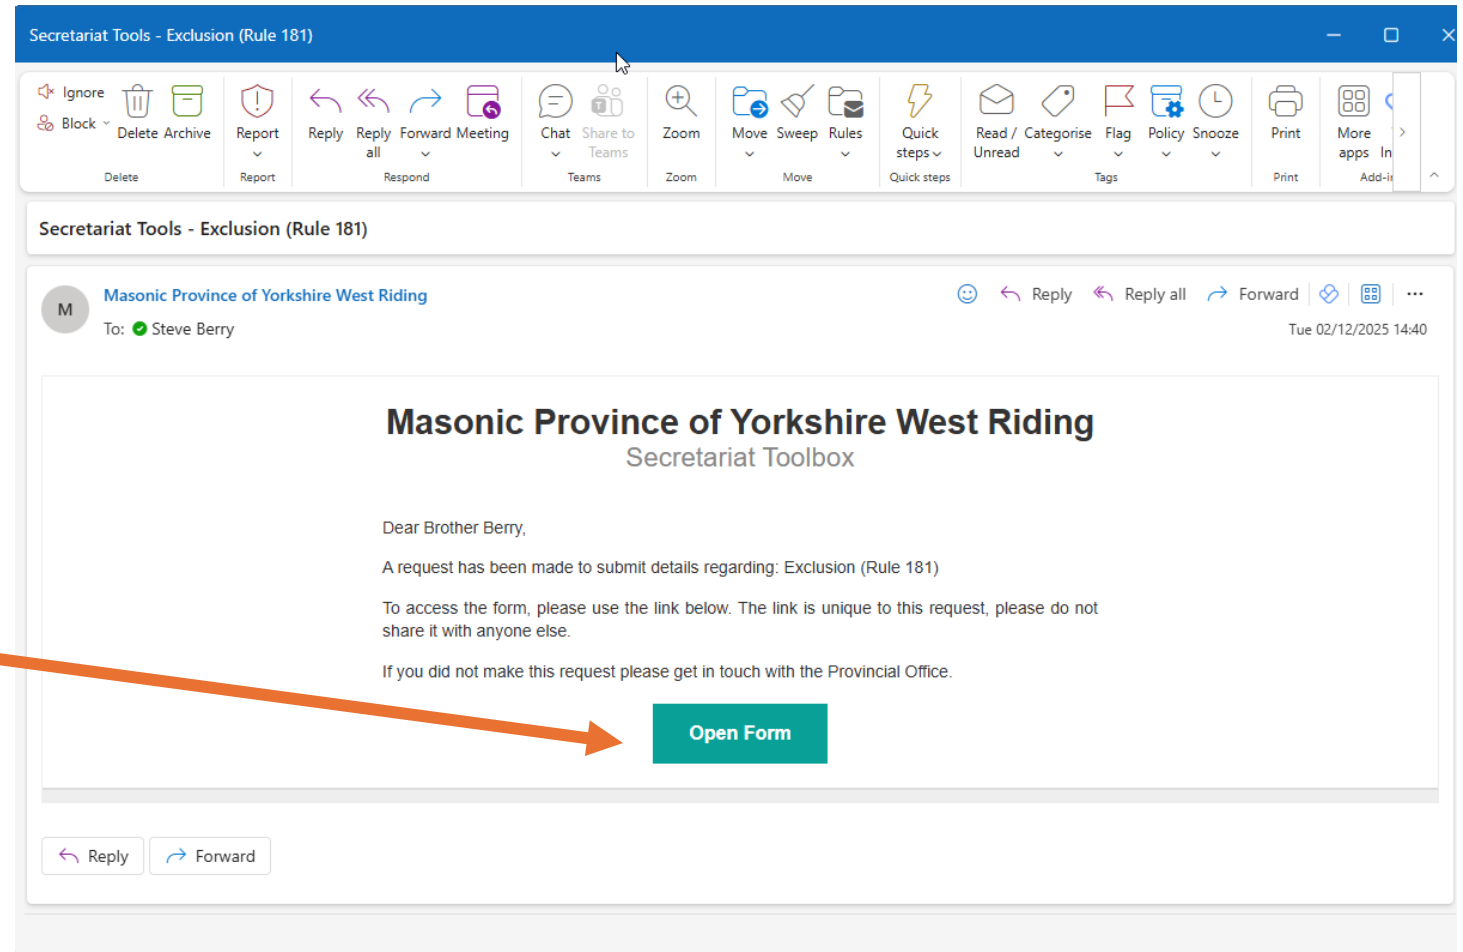 Secretariat Tools - Exclusion (Rule 181)
Ignore
Block
Delete Archive
Delete
Report
Report
Reply Reply all Forward Meeting
Respond
Chat Share to Teams
Teams
Zoom
Zoom
Move Sweep Rules
Move
Quick steps
Quick steps
Read / Unread Categorise Flag Policy Snooze
Tags
Print
Print
More apps In
Add-i
Secretariat Tools - Exclusion (Rule 181)
M
Masonic Province of Yorkshire West Riding
To: Steve Berry
Reply Reply all Forward
Tue 02/12/2025 14:40
Masonic Province of Yorkshire West Riding
Secretariat Toolbox
Dear Brother Berry,
A request has been made to submit details regarding: Exclusion (Rule 181)
To access the form, please use the link below. The link is unique to this request, please do not
share it with anyone else.
If you did not make this request please get in touch with the Provincial Office.
Open Form
Reply Forward